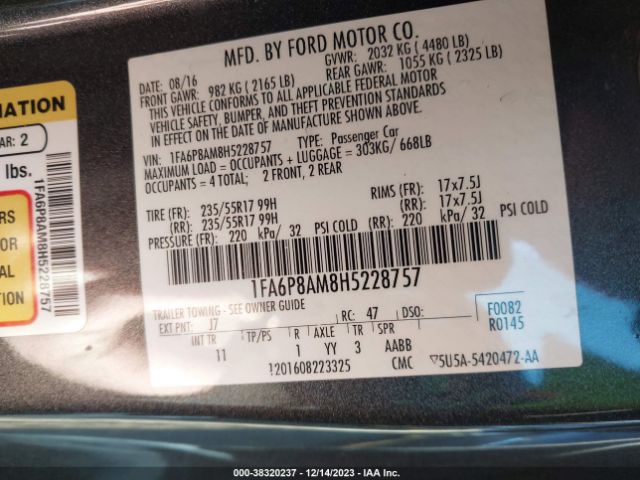 MFD. BY FORD MOTOR CO.
DATE: 08/16 GVWR: 2032 KG ( 4480 LB)
FRONT GAWR: 982 KG ( 2165 LB) REAR GAWR: 1055 KG ( 2325 LB)
THIS VEHICLE CONFORMS TO ALL APPLICABLE FEDERAL MOTOR
VEHICLE SAFETY, BUMPER, AND THEFT PREVENTION STANDARDS
IN EFFECT ON THE DATE OF MANUFACTURE SHOWN ABOVE.
VIN: 1FA6P8AM8H5228757 TYPE: Passenger Car
MAXIMUM LOAD = OCCUPANTS + LUGGAGE = 303KG/ 668LB
OCCUPANTS = 4 TOTAL; 2 FRONT, 2 REAR
TIRE (FR): 235/55R17 99H RIMS (FR): 17x7.5J
(RR): 235/55R17 99H (RR): 17x7.5J
PRESSURE (FR): 220 kPa/ 32 PSI COLD (RR): 220 kPa/ 32 PSI COLD
1FA6P8AM8H5228757
TRAILER TOWING - SEE OWNER GUIDE
EXT PNT: J7 RC: 47 DSO: F0082
INT TR TP/PS R AXLE TR SPR R0145
11 1 YY 3 AABB
1201608223325 CMC 5U5A-5420472-AA
MATION
AR: 2
lbs.
1FA6P8AM8H5228757
RS
OR
AL
TION
000-38320237 - 12/14/2023 - IAA Inc.